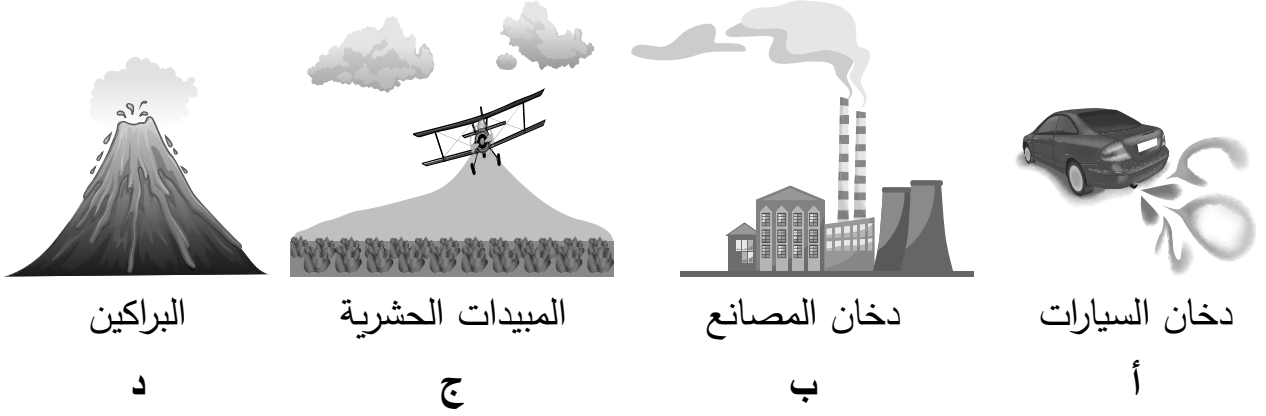 دخان السيارات دخان المصانع المبيدات الحشرية البراكين
أ ب ج د